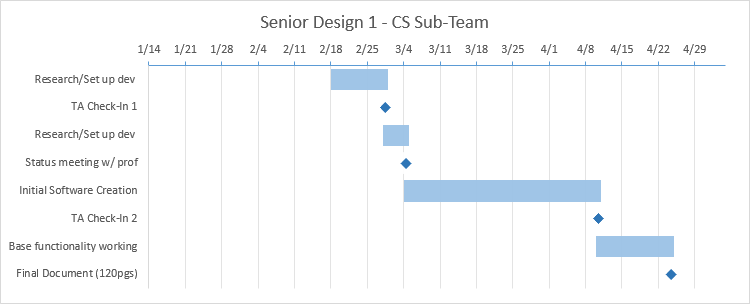 Senior Design 1 - CS Sub-Team
1/14 1/21 1/28 2/4 2/11 2/18 2/25 3/4 3/11 3/18 3/25 4/1 4/8 4/15 4/22 4/29
Research/Set up dev
TA Check-In 1
Research/Set up dev
Status meeting w/ prof
Initial Software Creation
TA Check-In 2
Base functionality working
Final Document (120pgs)